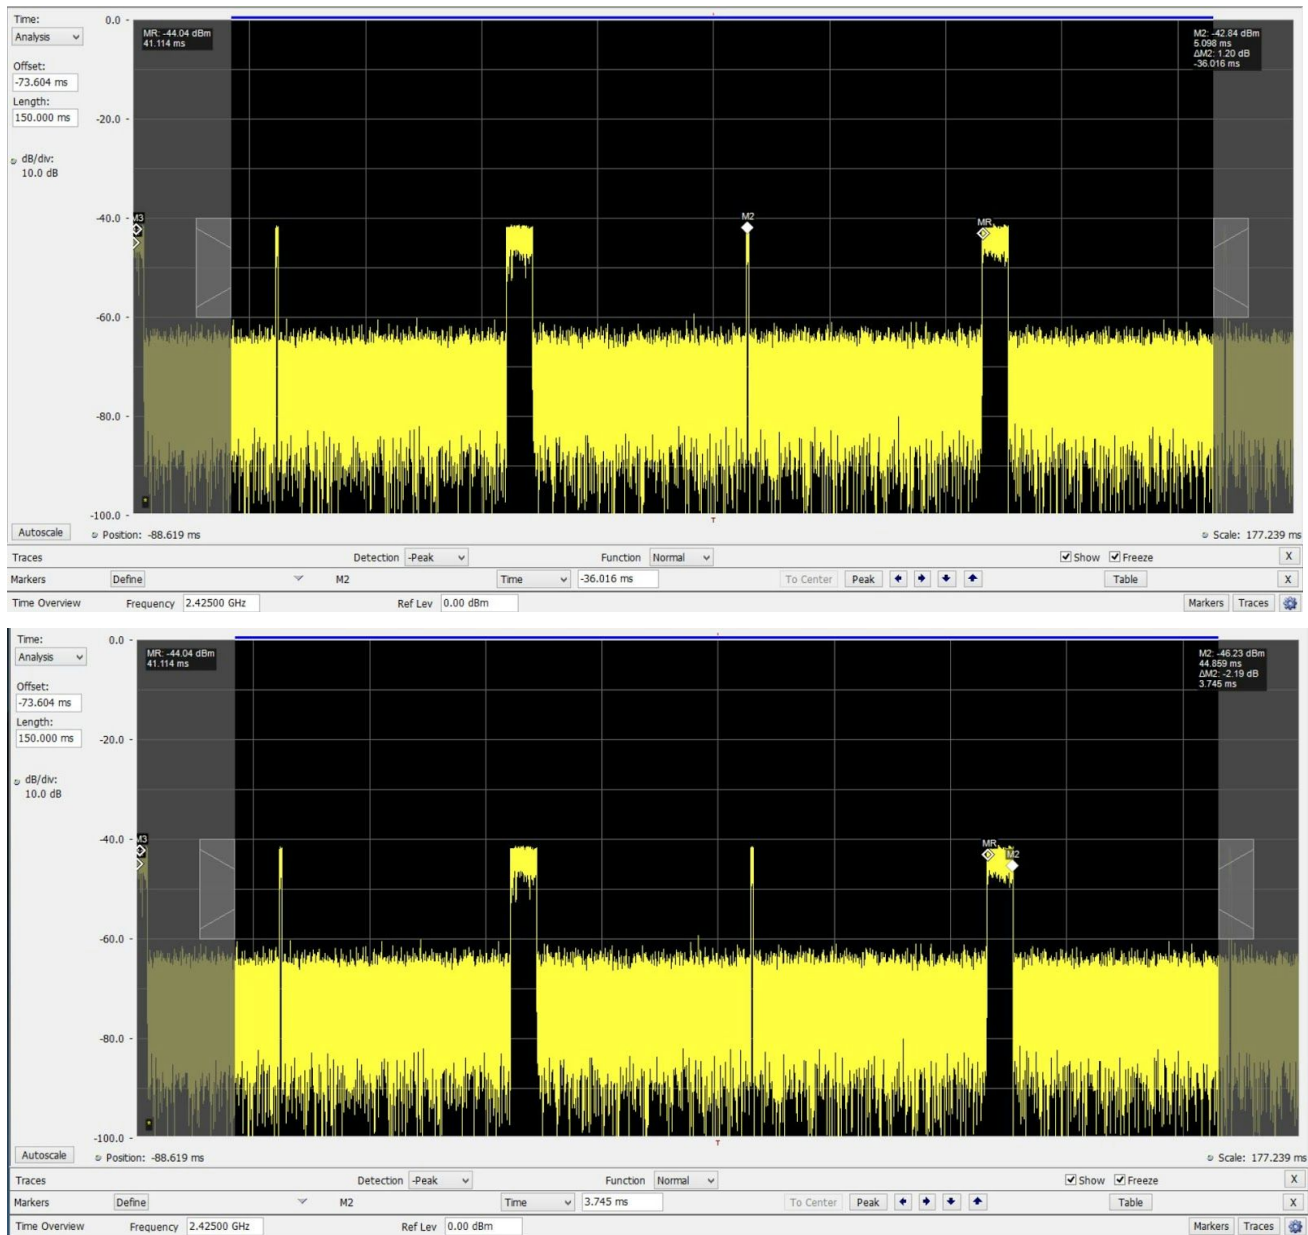 Time:
Analysis
Offset:
-73.604 ms
Length:
150.000 ms
dB/div:
10.0 dB
0.0
-20.0
-40.0
-60.0
-80.0
-100.0
MR: -44.04 dBm
41.114 ms
M2: -42.84 dBm
5.098 ms
ΔM2: 1.20 dB
-36.016 ms
M3
M2
MR
T
Autoscale
Position: -88.619 ms
Scale: 177.239 ms
Traces Detection -Peak Function Normal Show Freeze X
Markers Define M2 Time -36.016 ms To Center Peak Table X
Time Overview Frequency 2.42500 GHz Ref Lev 0.00 dBm Markers Traces
Time:
Analysis
Offset:
-73.604 ms
Length:
150.000 ms
dB/div:
10.0 dB
0.0
-20.0
-40.0
-60.0
-80.0
-100.0
MR: -44.04 dBm
41.114 ms
M2: -46.23 dBm
44.859 ms
ΔM2: -2.19 dB
3.745 ms
M3
MR
M2
T
Autoscale
Position: -88.619 ms
Scale: 177.239 ms
Traces Detection -Peak Function Normal Show Freeze X
Markers Define M2 Time 3.745 ms To Center Peak Table X
Time Overview Frequency 2.42500 GHz Ref Lev 0.00 dBm Markers Traces